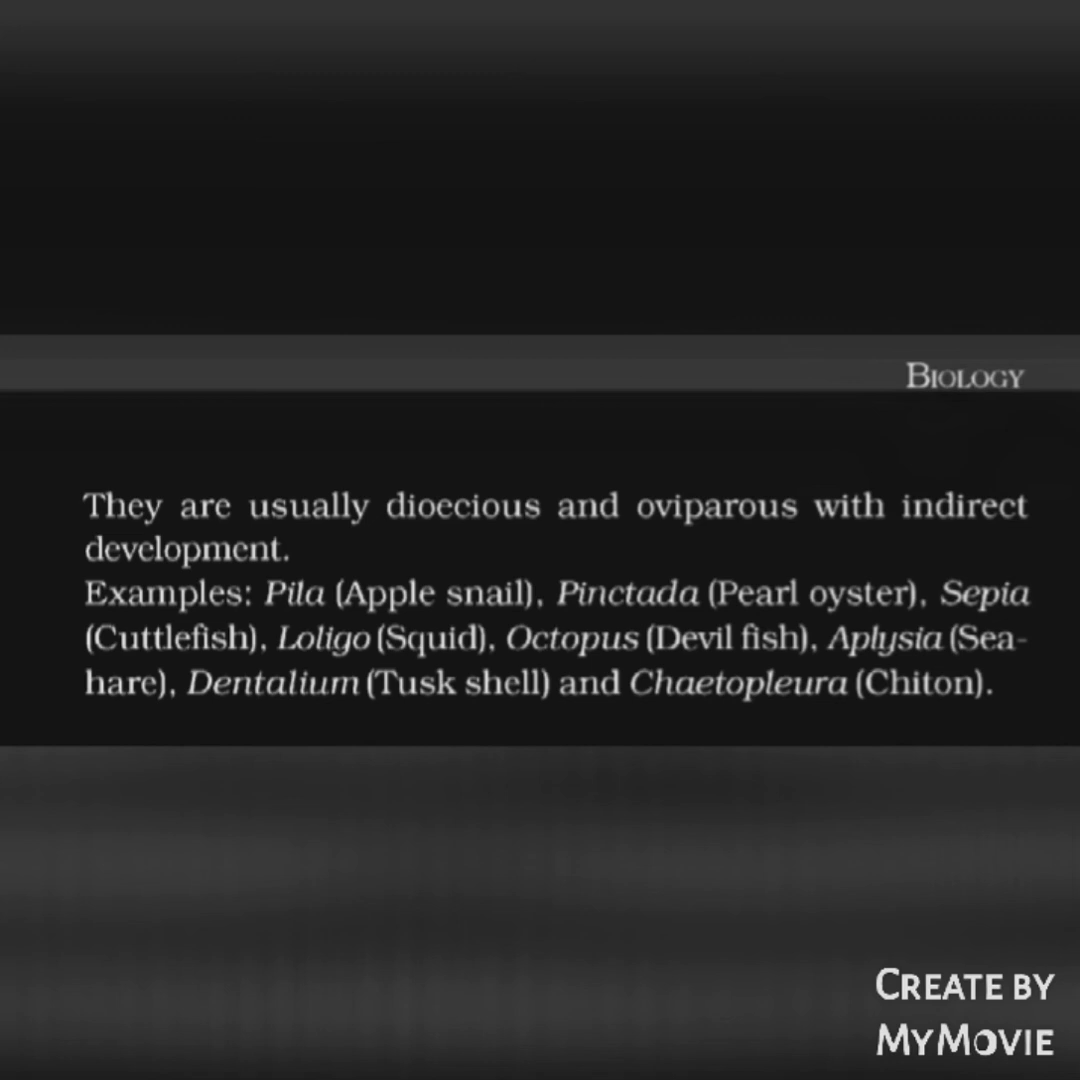 BIOLOGY
They are usually dioecious and oviparous with indirect
development.
Examples: Pila (Apple snail), Pinctada (Pearl oyster), Sepia
(Cuttlefish), Loligo (Squid), Octopus (Devil fish), Aplysia (Sea-
hare), Dentalium (Tusk shell) and Chaetopleura (Chiton).
CREATE BY
MYMOVIE